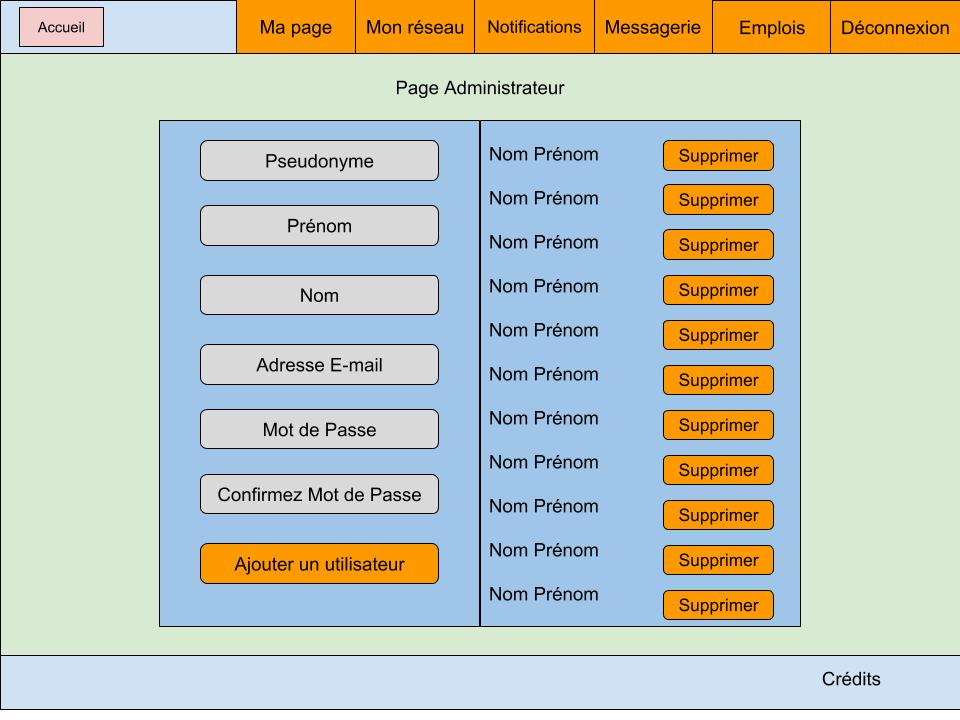 Accueil
Ma page
Mon réseau
Notifications
Messagerie
Emplois
Déconnexion
Page Administrateur
Pseudonyme
Prénom
Nom
Adresse E-mail
Mot de Passe
Confirmez Mot de Passe
Ajouter un utilisateur
Nom Prénom
Supprimer
Nom Prénom
Supprimer
Nom Prénom
Supprimer
Nom Prénom
Supprimer
Nom Prénom
Supprimer
Nom Prénom
Supprimer
Nom Prénom
Supprimer
Nom Prénom
Supprimer
Nom Prénom
Supprimer
Nom Prénom
Supprimer
Nom Prénom
Supprimer
Crédits